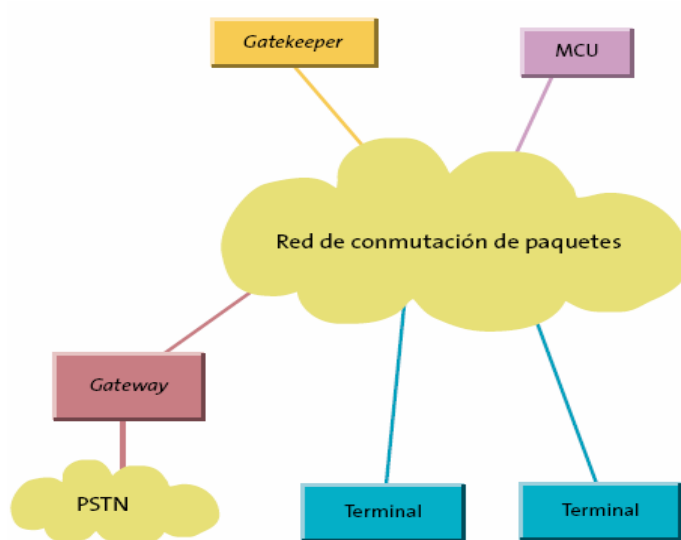 Gatekeeper
MCU
Red de conmutación de paquetes
Gateway
PSTN
Terminal
Terminal